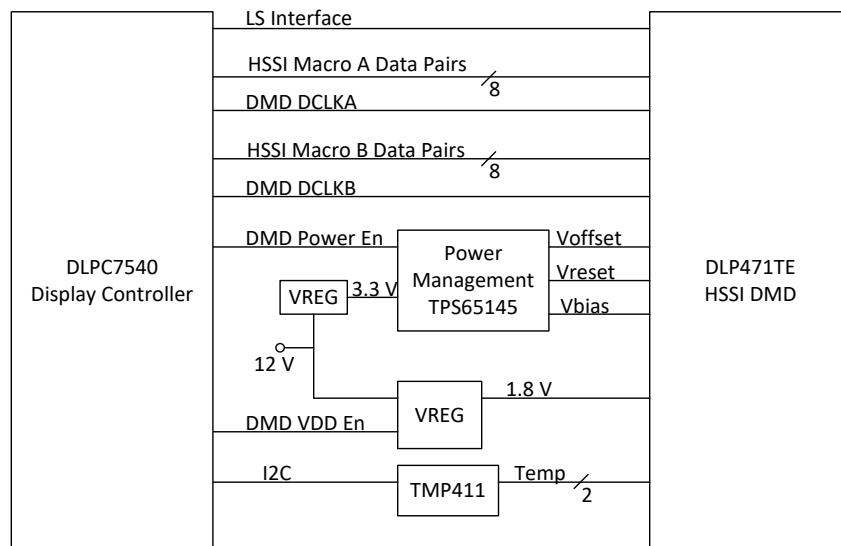 LS Interface
HSSI Macro A Data Pairs
8
DMD DCLKA
HSSI Macro B Data Pairs
8
DMD DCLKB
DMD Power En
Power
Management
TPS65145
Voffset
Vreset
Vbias
DLPC7540
Display Controller
DLP471TE
HSSI DMD
VREG
3.3 V
12 V
VREG
1.8 V
DMD VDD En
I2C
TMP411
Temp
2